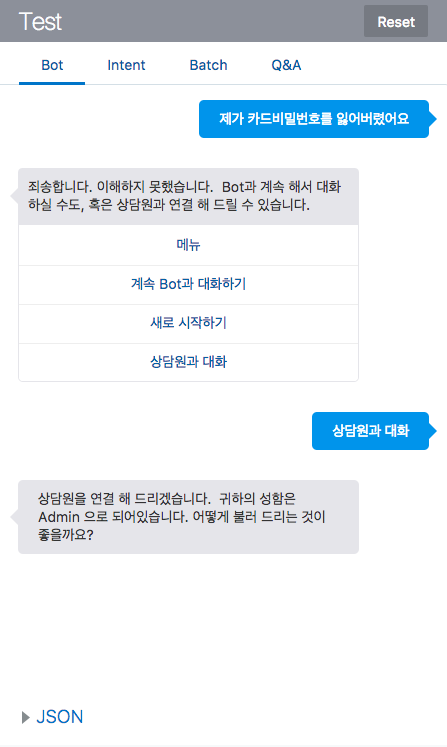 Test
Reset
Bot
Intent
Batch
Q&A
제가 카드비밀번호를 잃어버렸어요
죄송합니다. 이해하지 못했습니다.  Bot과 계속 해서 대화
하실 수도, 혹은 상담원과 연결 해 드릴 수 있습니다.
메뉴
계속 Bot과 대화하기
새로 시작하기
상담원과 대화
상담원과 대화
상담원을 연결 해 드리겠습니다.  귀하의 성함은
Admin 으로 되어있습니다. 어떻게 불러 드리는 것이
좋을까요?
JSON